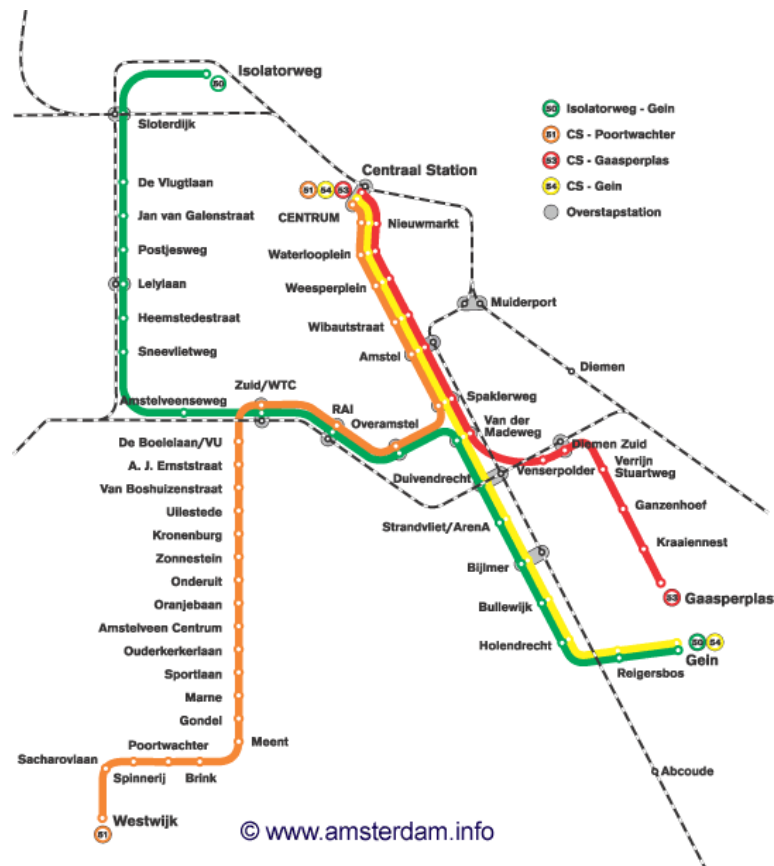 Isolatorweg
50
Sloterdijk
De Vlugtlaan
Jan van Galenstraat
Postjesweg
Lelylaan
Heemstedestraat
Sneevlietweg
Amstelveenseweg
Zuid/WTC
RAI
Overamstel
50 Isolatorweg - Gein
51 CS - Poortwachter
53 CS - Gaasperplas
54 CS - Gein
Overstapstation
Centraal Station
51 54 53
CENTRUM
Nieuwmarkt
Waterlooplein
Weesperplein
Wibautstraat
Amstel
Muiderport
Diemen
Spaklerweg
Van der
Madeweg
Duivendrecht
Venserpolder
Diemen Zuid
Verrijn
Stuartweg
Ganzenhoef
Kraaiennest
53 Gaasperplas
Strandvliet/ArenA
Bijlmer
Bullewijk
Holendrecht
Reigersbos
50 54
Gein
Abcoude
De Boelelaan/VU
A. J. Ernststraat
Van Boshuizenstraat
Uilestede
Kronenburg
Zonnestein
Onderuit
Oranjebaan
Amstelveen Centrum
Ouderkerkerlaan
Sportlaan
Marne
Gondel
Meent
Poortwachter
Sacharovlaan
Spinnerij
Brink
Westwijk
51
© www.amsterdam.info